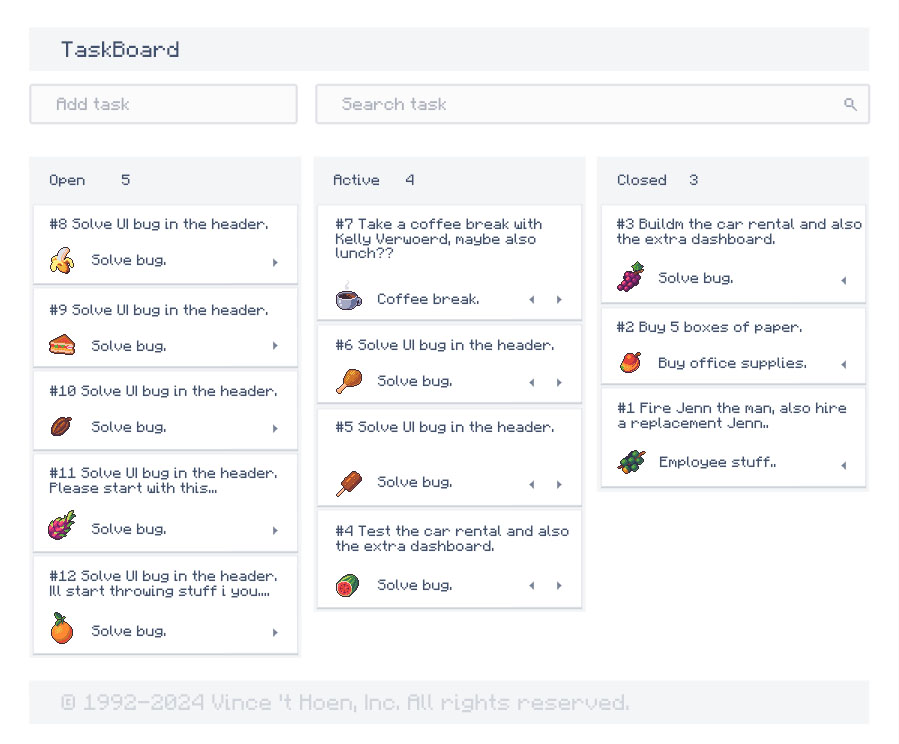 TaskBoard
Add task
Search task
Open 5
#8 Solve UI bug in the header.
Solve bug.
#9 Solve UI bug in the header.
Solve bug.
#10 Solve UI bug in the header.
Solve bug.
#11 Solve UI bug in the header.
Please start with this...
Solve bug.
#12 Solve UI bug in the header.
Ill start throwing stuff i you....
Solve bug.
Active 4
#7 Take a coffee break with
Kelly Verwoerd, maybe also
lunch??
Coffee break.
#6 Solve UI bug in the header.
Solve bug.
#5 Solve UI bug in the header.
Solve bug.
#4 Test the car rental and also
the extra dashboard.
Solve bug.
Closed 3
#3 Buildm the car rental and also
the extra dashboard.
Solve bug.
#2 Buy 5 boxes of paper.
Buy office supplies.
#1 Fire Jenn the man, also hire
a replacement Jenn..
Employee stuff..
© 1992-2024 Vince 't Hoen, Inc. All rights reserved.